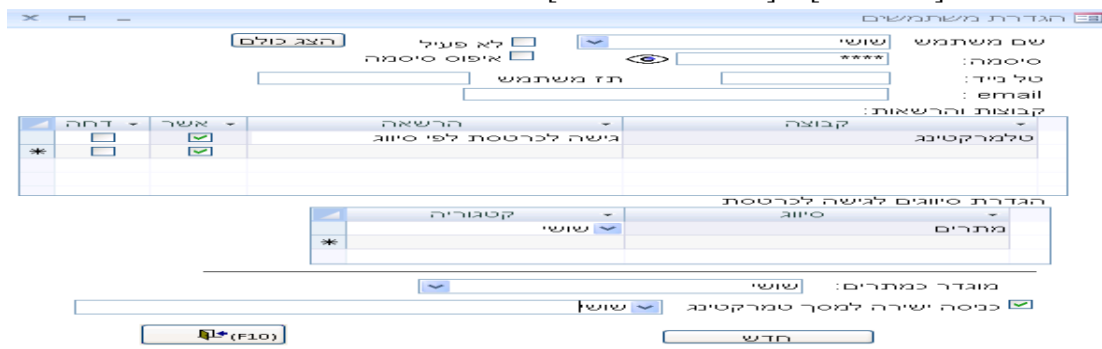 הגדרת משתמשים
שם משתמש שושי לא פעיל הצג כולם
סיסמה: **** איפוס סיסמה
טל נייד: תז משתמש
email :
קבוצות והרשאות:
קבוצה הרשאה אשר דחה
טלמרקטינג גישה לכרטסת לפי סיווג
הגדרת סיווגים לגישה לכרטסת
סיווג קטגוריה
מתרים שושי
מוגדר כמתרים: שושי
כניסה ישירה למסך טמרקטינג שושי
חדש (F10)